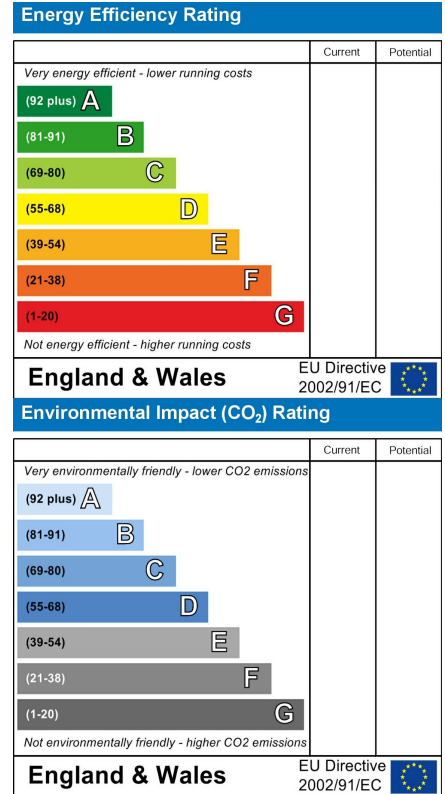 Energy Efficiency Rating
Current Potential
Very energy efficient - lower running costs
(92 plus) A
(81-91) B
(69-80) C
(55-68) D
(39-54) E
(21-38) F
(1-20) G
Not energy efficient - higher running costs
England & Wales
EU Directive
2002/91/EC
Environmental Impact (CO₂) Rating
Current Potential
Very environmentally friendly - lower CO2 emissions
(92 plus) A
(81-91) B
(69-80) C
(55-68) D
(39-54) E
(21-38) F
(1-20) G
Not environmentally friendly - higher CO2 emissions
England & Wales
EU Directive
2002/91/EC